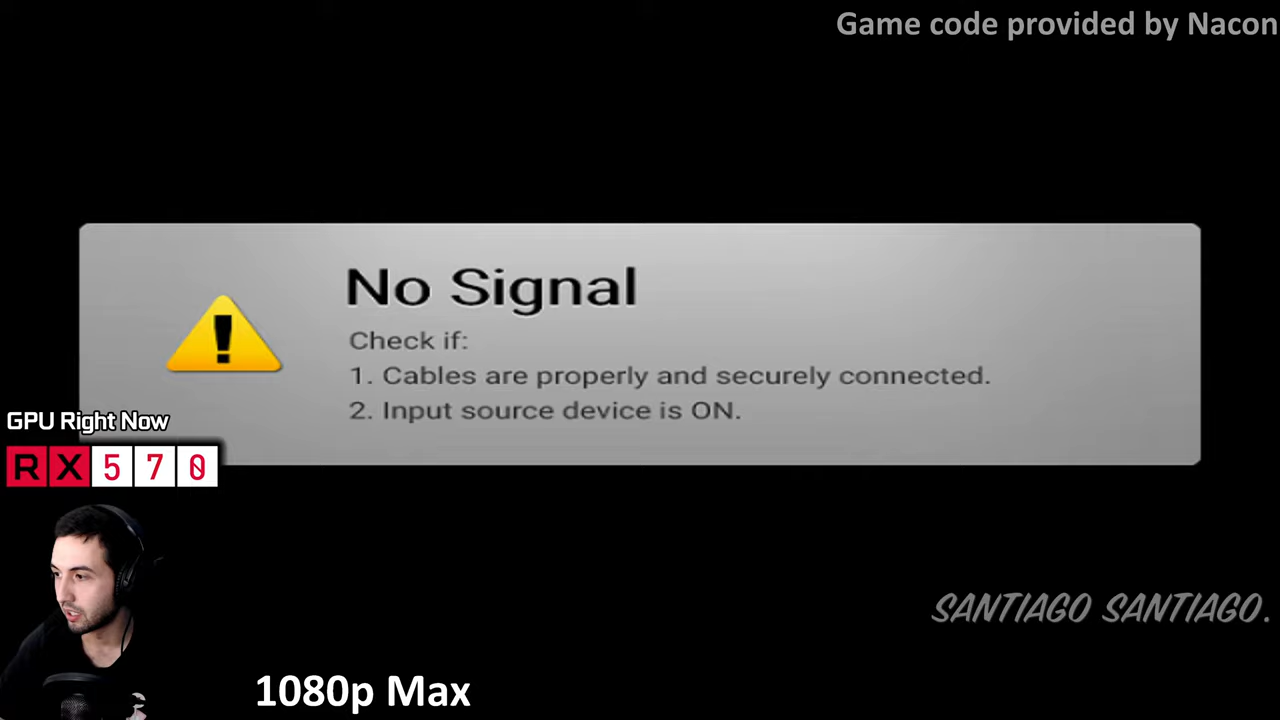 Game code provided by Nacon
No Signal
Check if:
1. Cables are properly and securely connected.
2. Input source device is ON.
GPU Right Now
RX570
SANTIAGO SANTIAGO.
1080p Max